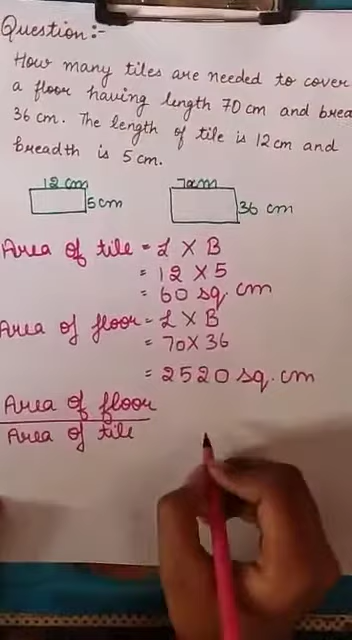 Question:-
How many tiles are needed to cover
a floor having length 70 cm and brea
36 cm. The length of tile is 12 cm and
breadth is 5 cm.
12 cm 70cm
5 cm 36 cm
Area of tile = L X B
= 12 X 5
= 60 sq. cm
Area of floor = L X B
= 70 X 36
= 2520 sq. cm
Area of floor
Area of tile